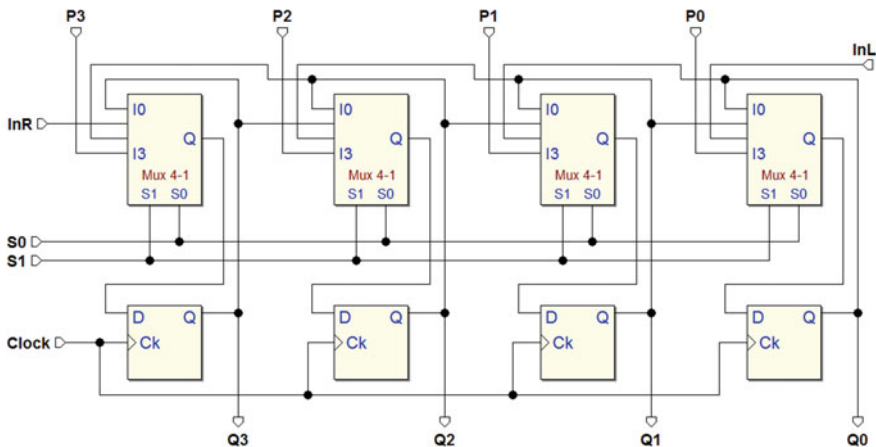 P3 P2 P1 P0
InL
I0 I0 I0 I0
InR
Q Q Q Q
I3 I3 I3 I3
Mux 4-1 Mux 4-1 Mux 4-1 Mux 4-1
S1 S0 S1 S0 S1 S0 S1 S0
S0
S1
D Q D Q D Q D Q
Clock
Ck Ck Ck Ck
Q3 Q2 Q1 Q0